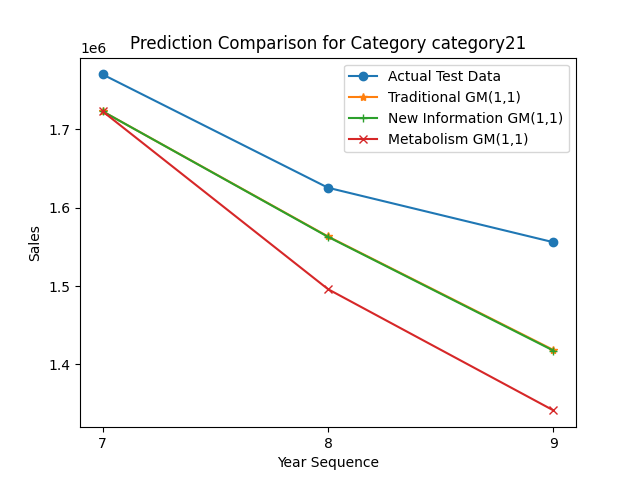 Prediction Comparison for Category category21
1e6
Actual Test Data
Traditional GM(1,1)
New Information GM(1,1)
Metabolism GM(1,1)
1.7
1.6
1.5
1.4
Sales
7 8 9
Year Sequence